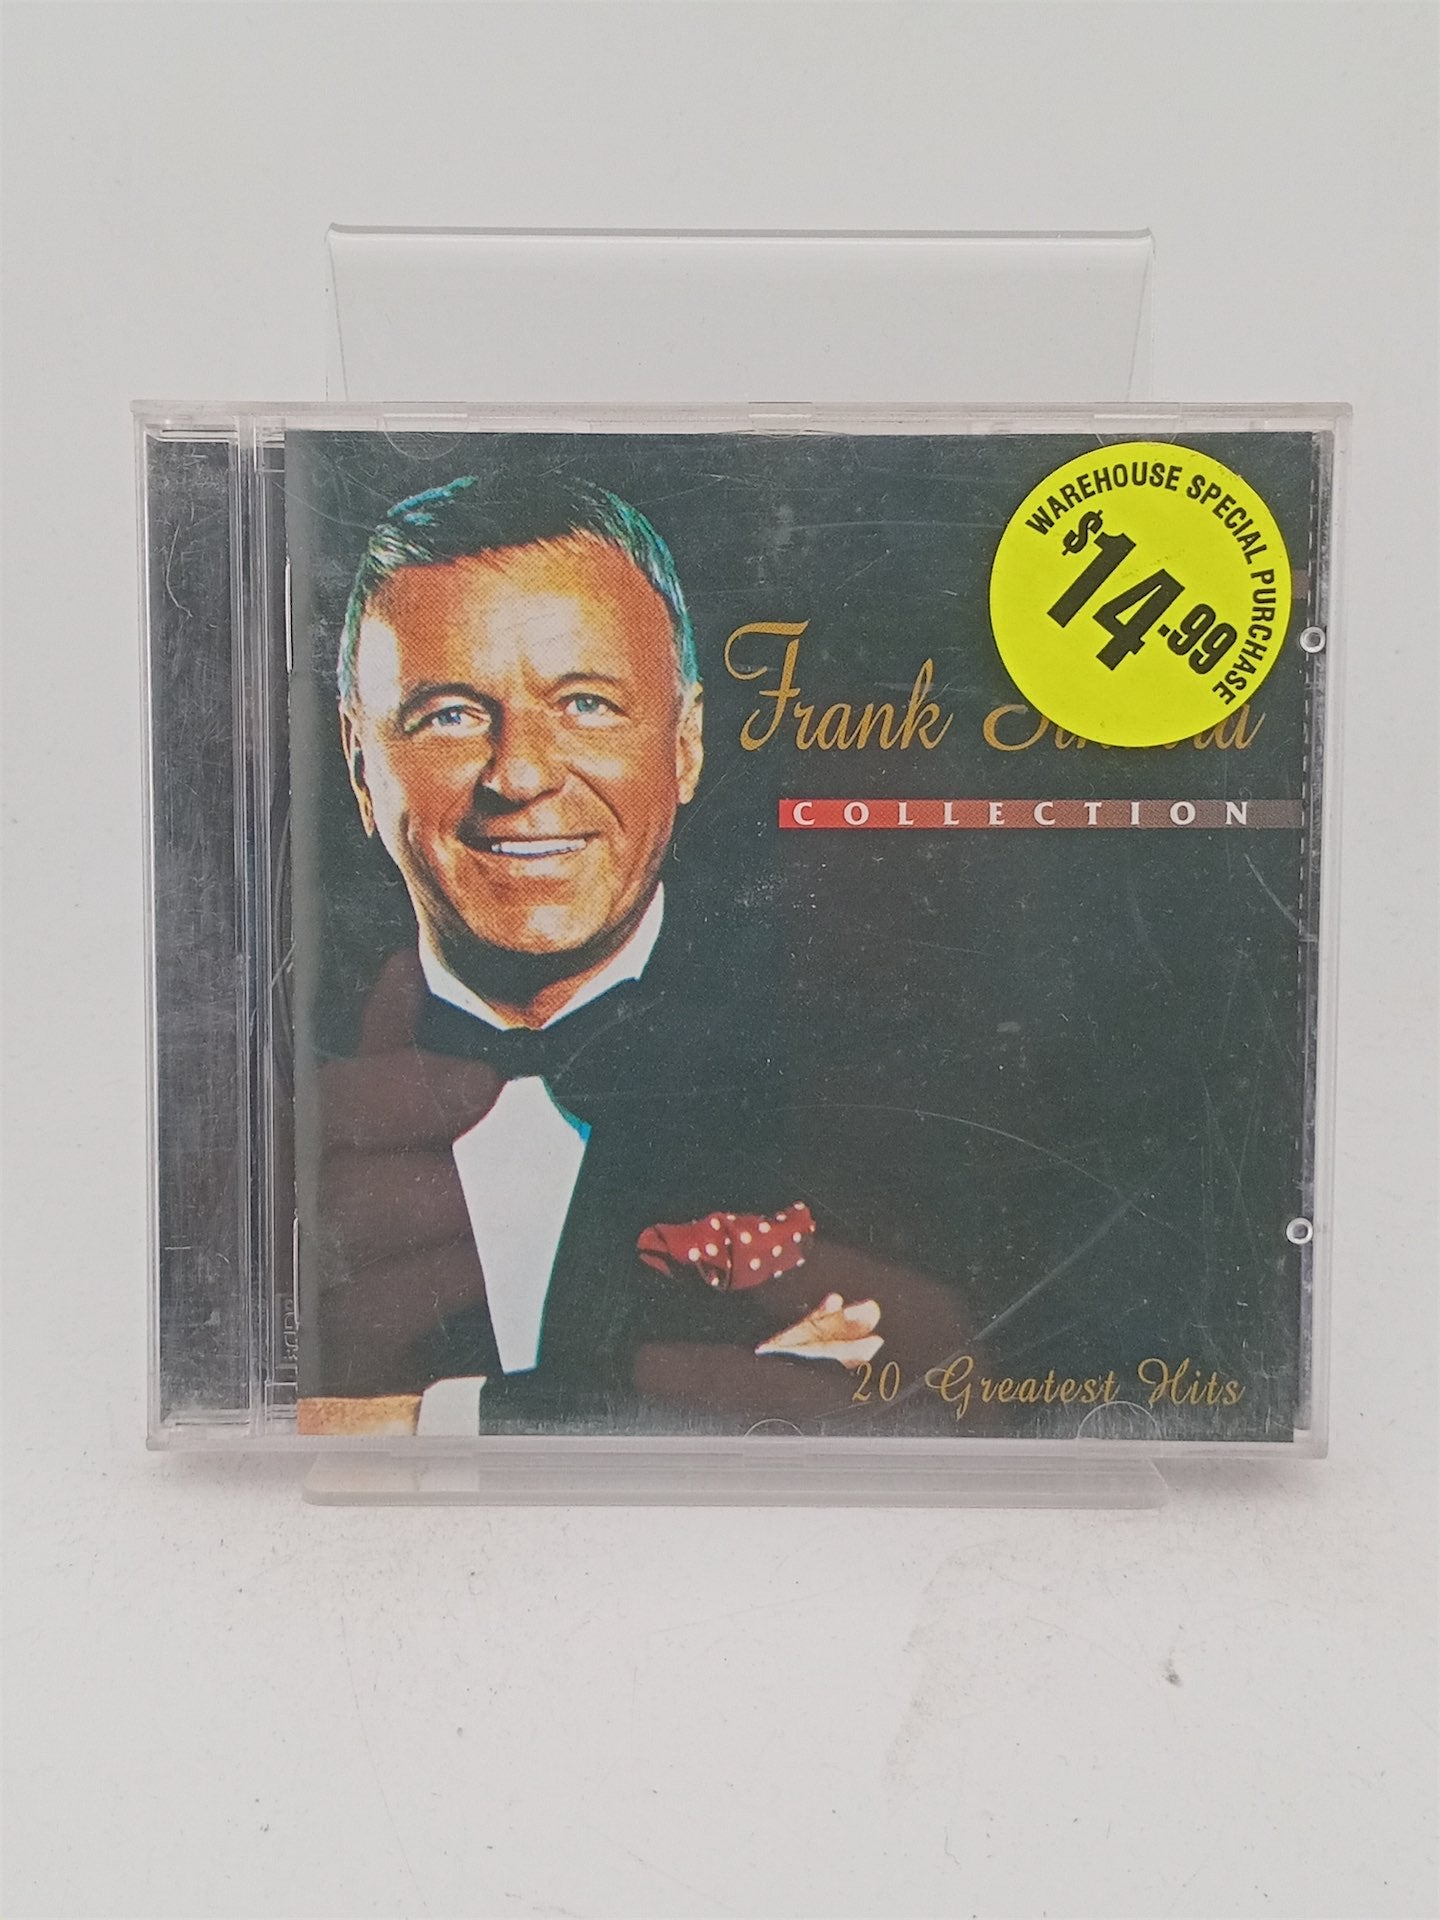 WAREHOUSE SPECIAL PURCHASE
$14.99
Frank
COLLECTION
20 Greatest Hits